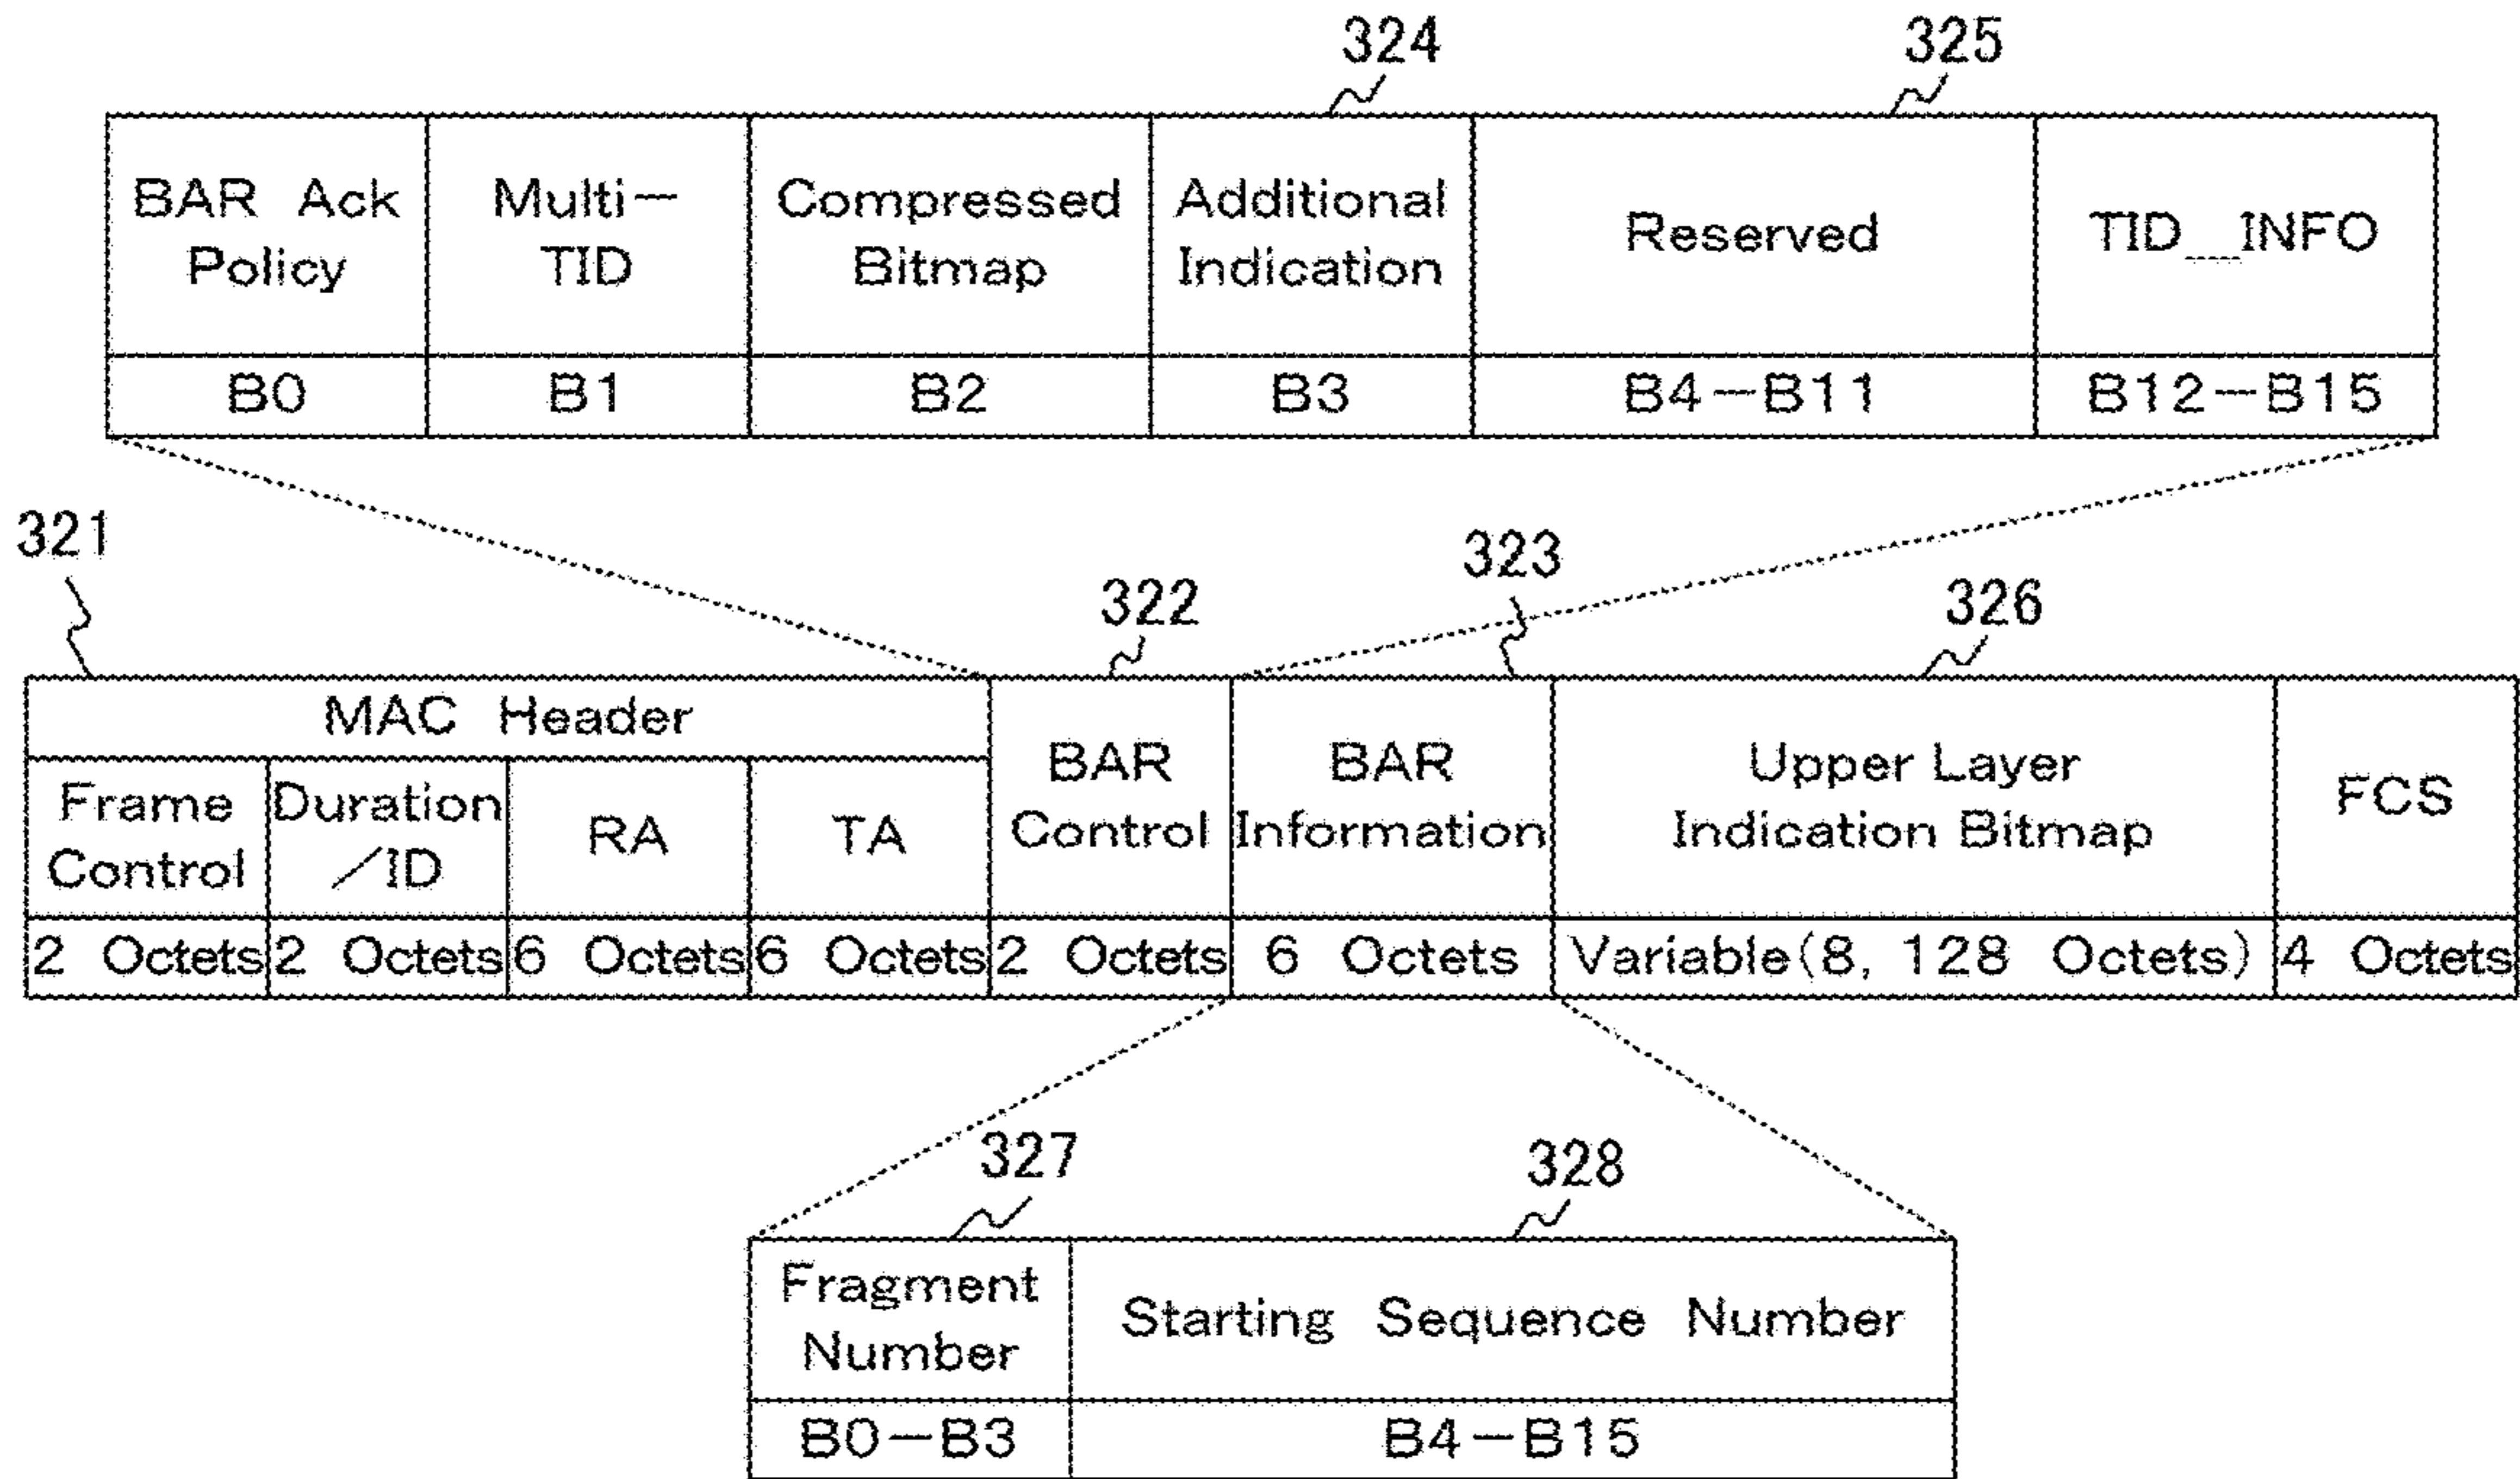 324 325
BAR Ack Policy Multi-TID Compressed Bitmap Additional Indication Reserved TID_INFO
B0 B1 B2 B3 B4-B11 B12-B15
321 322 323 326
MAC Header
Frame Control Duration/ID RA TA BAR Control BAR Information Upper Layer Indication Bitmap FCS
2 Octets 2 Octets 6 Octets 6 Octets 2 Octets 6 Octets Variable(8, 128 Octets) 4 Octets
327 328
Fragment Number Starting Sequence Number
B0-B3 B4-B15